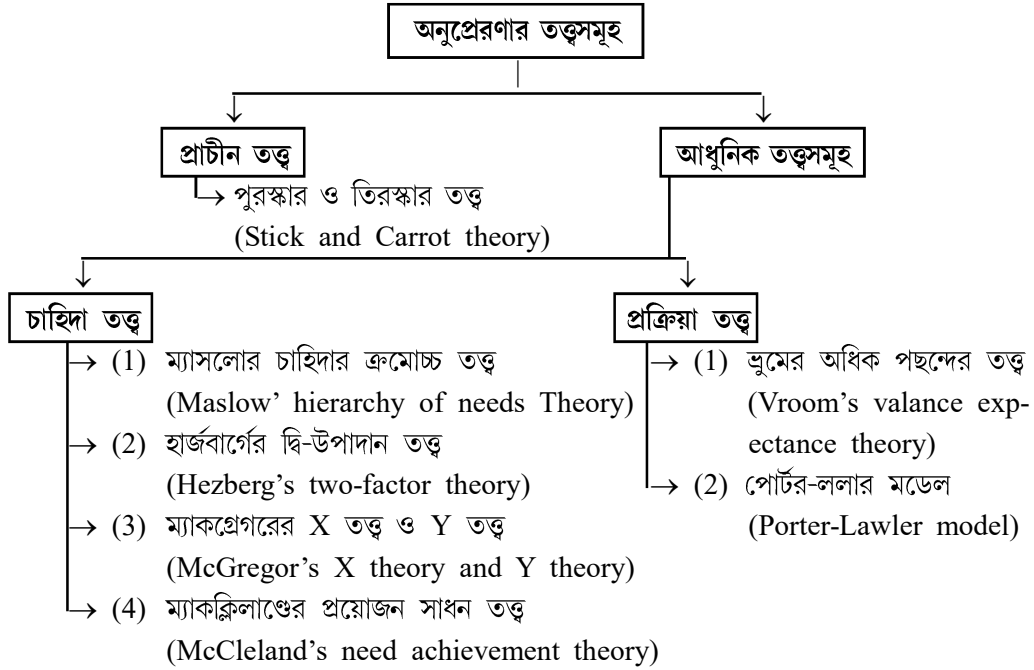 অনুপ্রেরণার তত্ত্বসমূহ
প্রাচীন তত্ত্ব
পুরস্কার ও তিরস্কার তত্ত্ব
(Stick and Carrot theory)
আধুনিক তত্ত্বসমূহ
চাহিদা তত্ত্ব
(1) ম্যাসলোর চাহিদার ক্রমোচ্চ তত্ত্ব
(Maslow’ hierarchy of needs Theory)
(2) হার্জবার্গের দ্বি-উপাদান তত্ত্ব
(Hezberg’s two-factor theory)
(3) ম্যাকগ্রেগরের X তত্ত্ব ও Y তত্ত্ব
(McGregor’s X theory and Y theory)
(4) ম্যাকক্লিলাণ্ডের প্রয়োজন সাধন তত্ত্ব
(McCleland’s need achievement theory)
প্রক্রিয়া তত্ত্ব
(1) ভ্রুমের অধিক পছন্দের তত্ত্ব
(Vroom’s valance exp-
ectance theory)
(2) পোর্টর-ললার মডেল
(Porter-Lawler model)